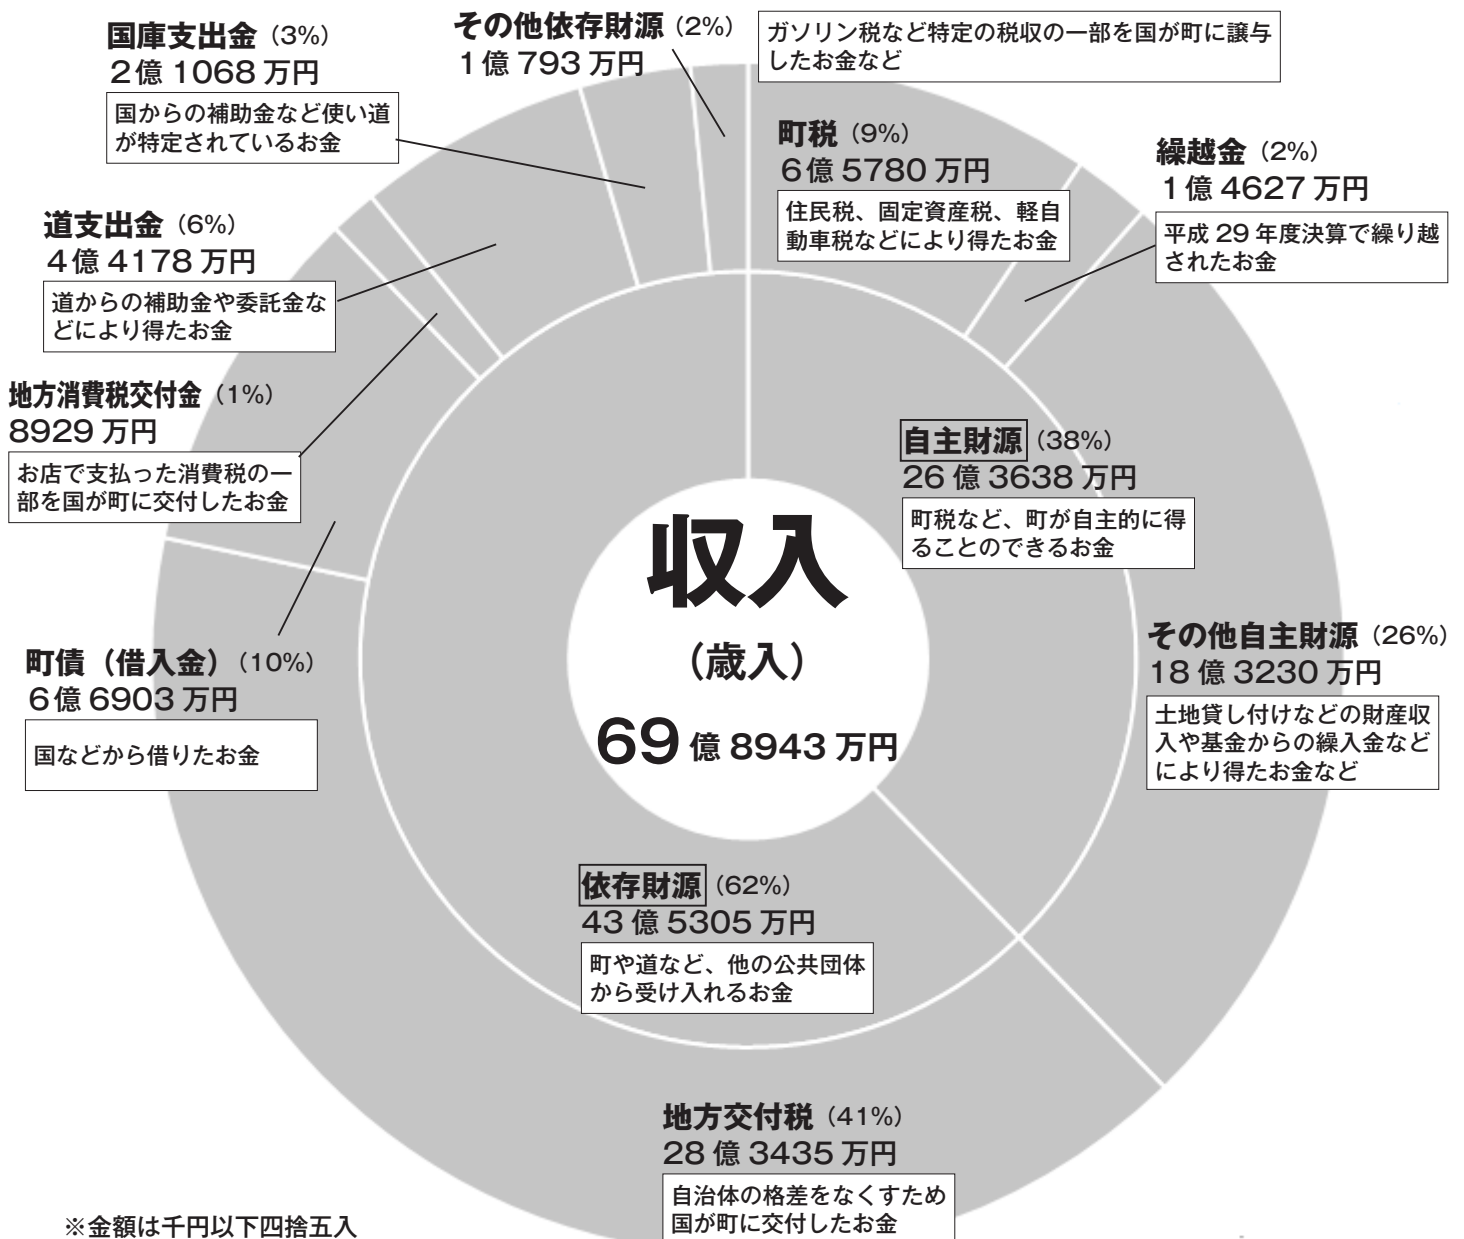 国庫支出金（3%）
2億 1068 万円
国からの補助金など使い道
が特定されているお金
その他依存財源（2%）
1億 793 万円
ガソリン税など特定の税収の一部を国が町に譲与
したお金など
町税（9%）
6億 5780 万円
住民税、固定資産税、軽自
動車税などにより得たお金
繰越金（2%）
1億 4627 万円
平成 29 年度決算で繰り越
されたお金
道支出金（6%）
4億 4178 万円
道からの補助金や委託金な
どにより得たお金
地方消費税交付金（1%）
8929 万円
お店で支払った消費税の一
部を国が町に交付したお金
自主財源（38%）
26 億 3638 万円
町税など、町が自主的に得
ることのできるお金
収入
（歳入）
69 億 8943 万円
その他自主財源（26%）
18 億 3230 万円
土地貸し付けなどの財産収
入や基金からの繰入金など
により得たお金など
町債（借入金）（10%）
6億 6903 万円
国などから借りたお金
依存財源（62%）
43 億 5305 万円
町や道など、他の公共団体
から受け入れるお金
地方交付税（41%）
28 億 3435 万円
自治体の格差をなくすため
国が町に交付したお金
※金額は千円以下四捨五入